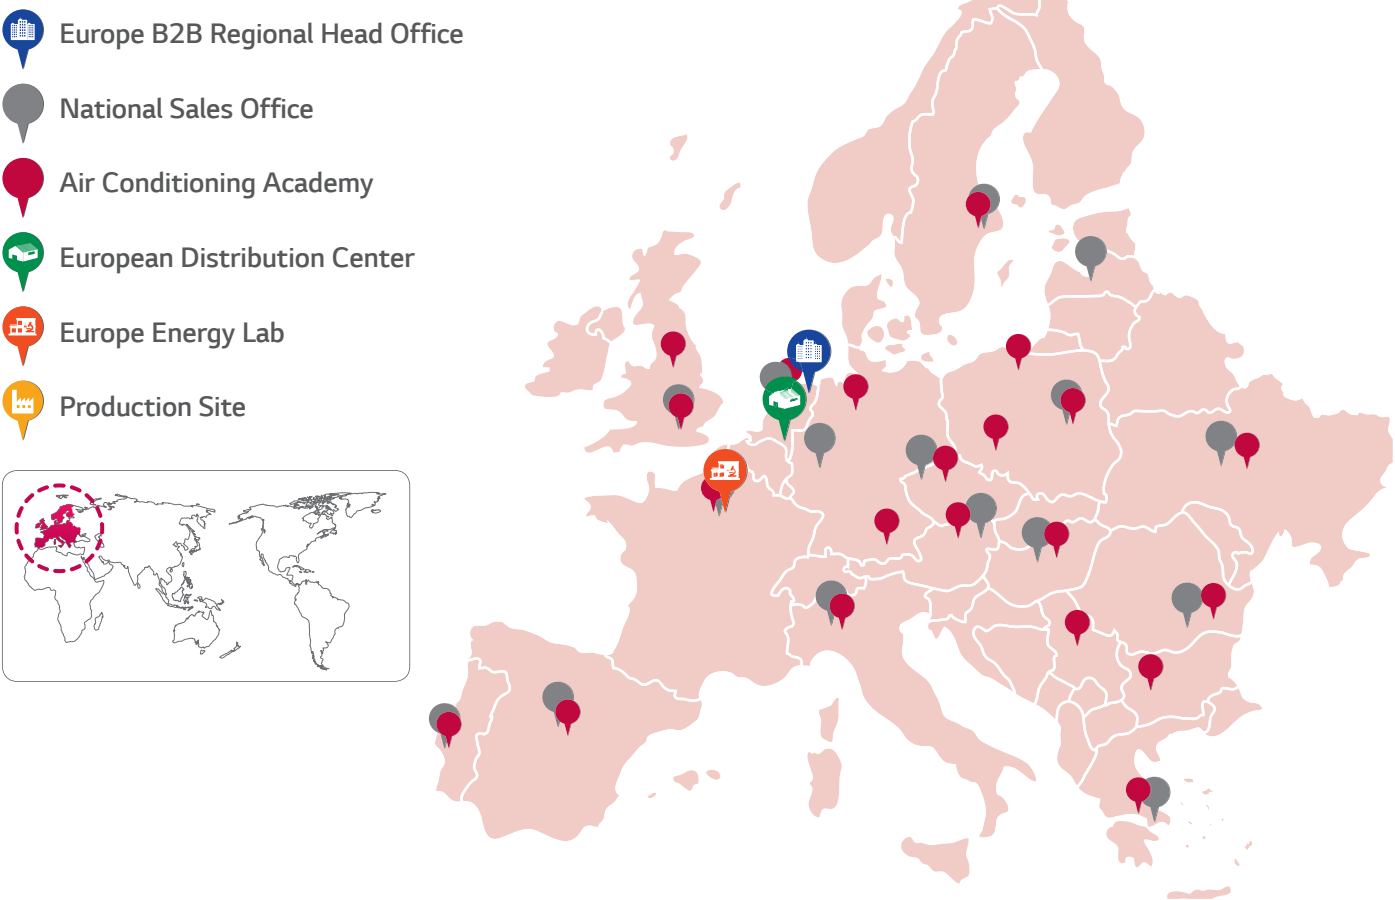 Europe B2B Regional Head Office
National Sales Office
Air Conditioning Academy
European Distribution Center
Europe Energy Lab
Production Site